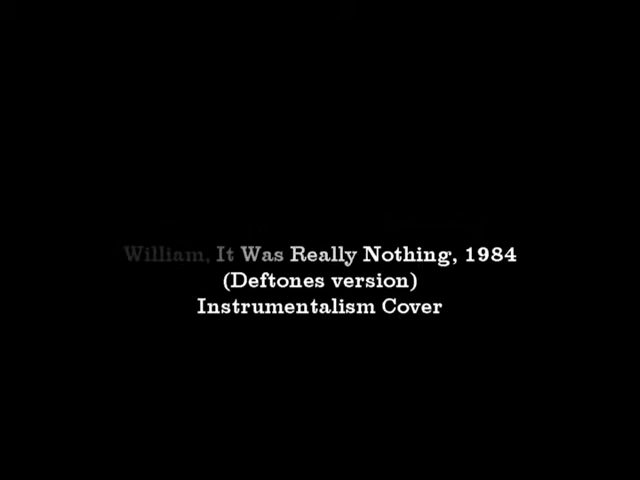 William, It Was Really Nothing, 1984
(Deftones version)
Instrumentalism Cover